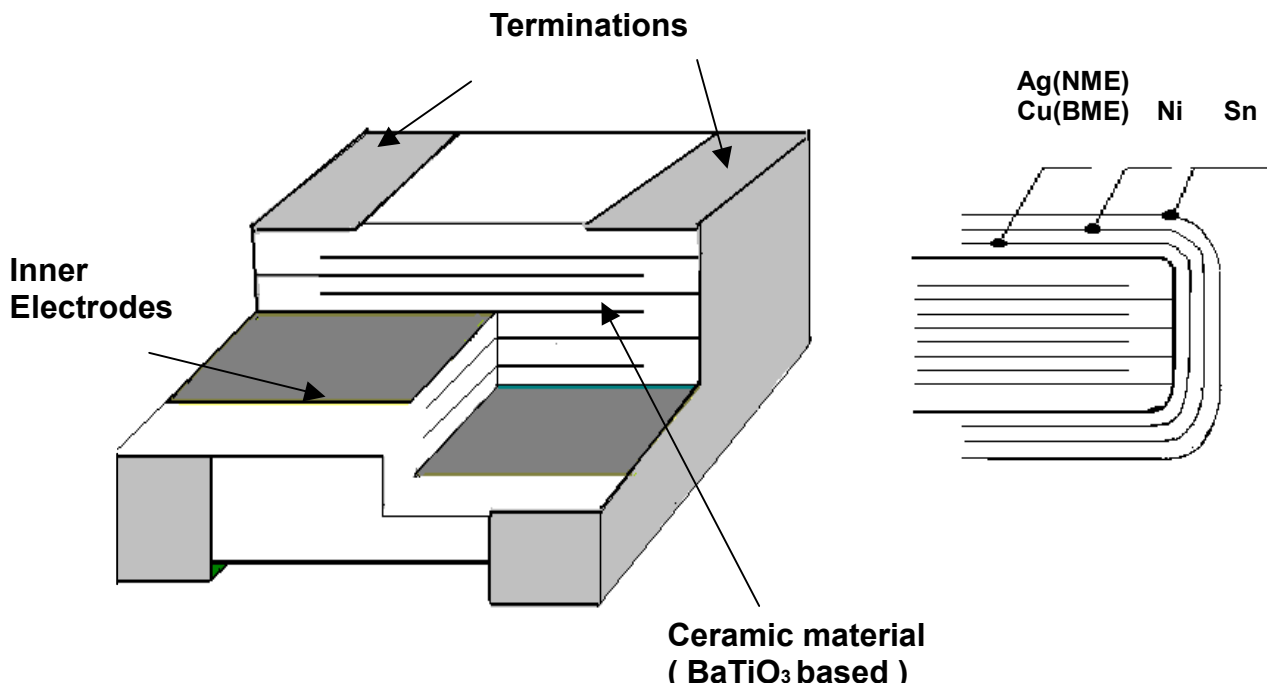 Terminations
Ag(NME)
Cu(BME) Ni Sn
Inner
Electrodes
Ceramic material
( BaTiO₃ based )